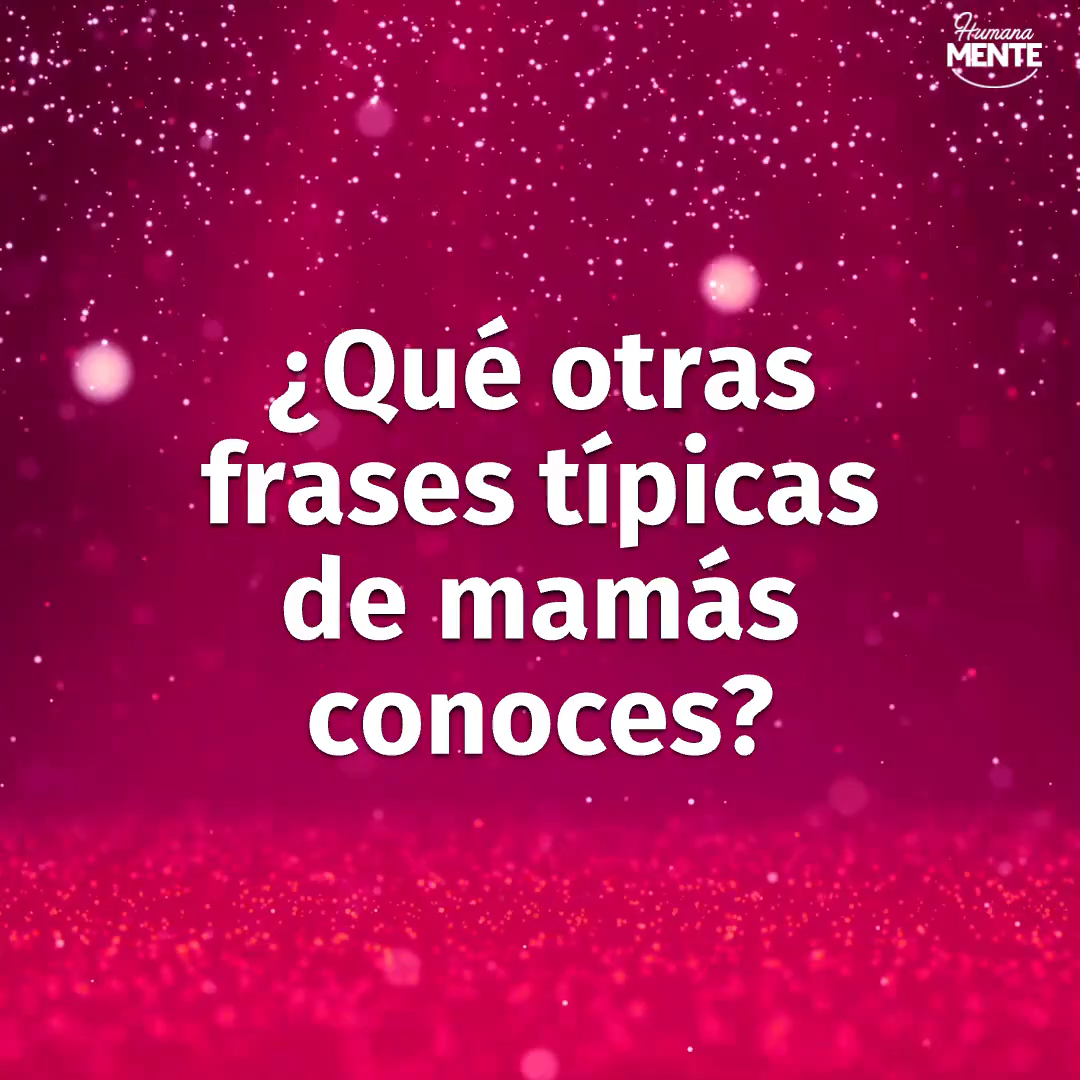 Humana
MENTE
¿Qué otras
frases típicas
de mamás
conoces?